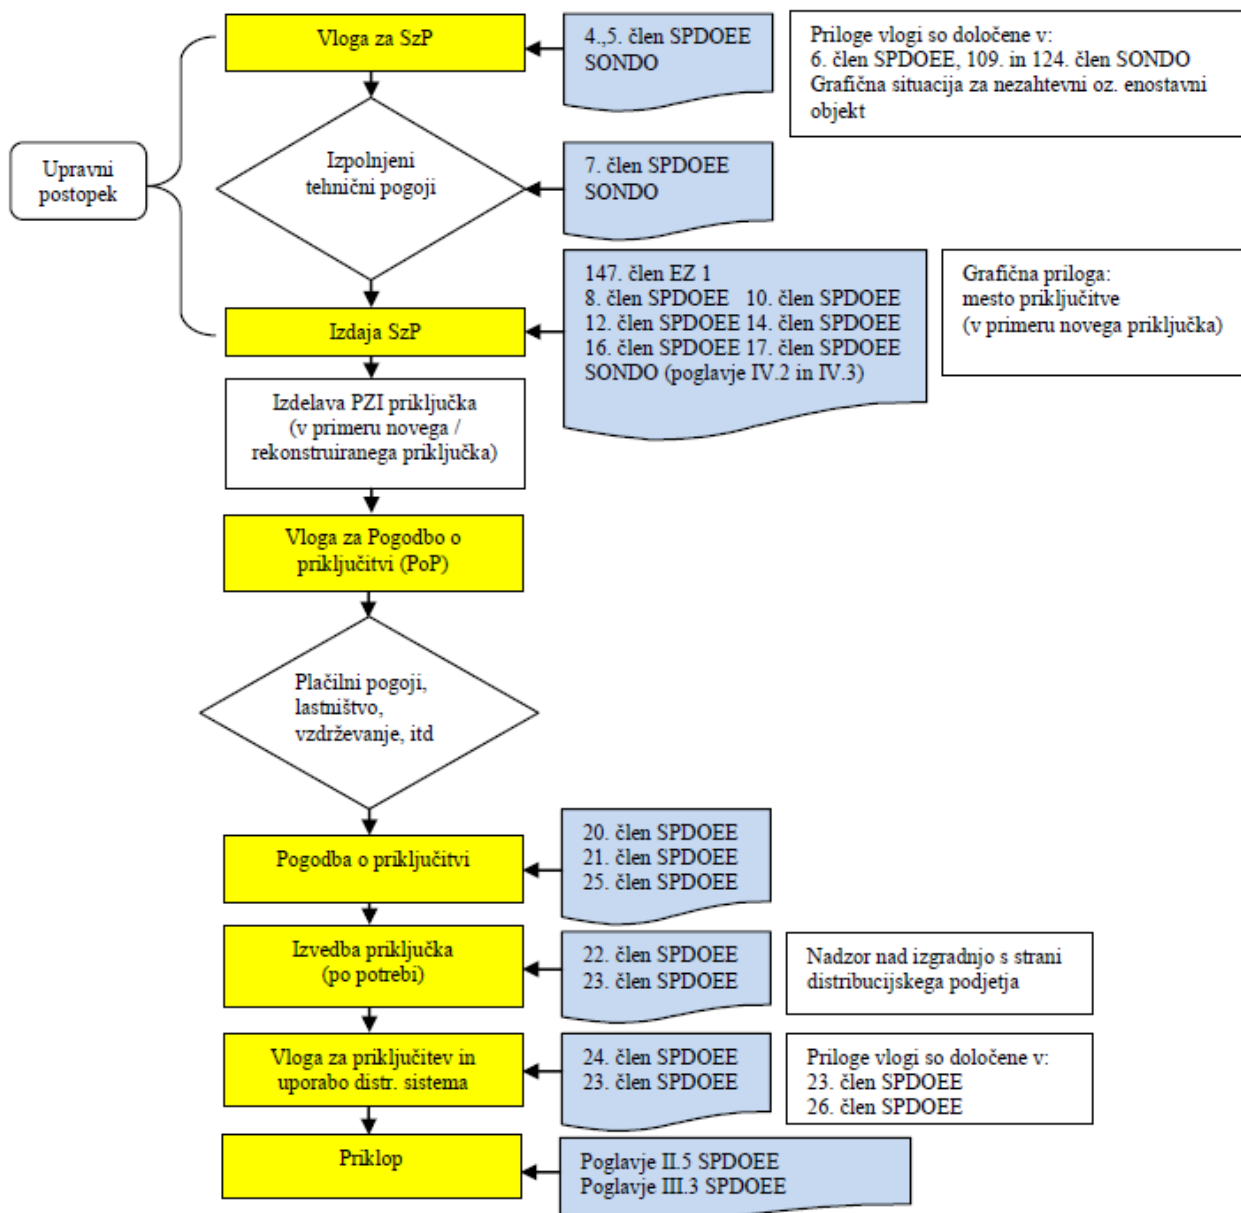 Vloga za SzP
4.,5. člen SPDOEE
SONDO
Priloge vlogi so določene v:
6. člen SPDOEE, 109. in 124. člen SONDO
Grafična situacija za nezahtevni oz. enostavni
objekt
Upravni
postopek
Izpolnjeni
tehnični pogoji
7. člen SPDOEE
SONDO
Izdaja SzP
147. člen EZ 1
8. člen SPDOEE 10. člen SPDOEE
12. člen SPDOEE 14. člen SPDOEE
16. člen SPDOEE 17. člen SPDOEE
SONDO (poglavje IV.2 in IV.3)
Grafična priloga:
mesto priključitve
(v primeru novega priključka)
Izdelava PZI priključka
(v primeru novega /
rekonstruiranega priključka)
Vloga za Pogodbo o
priključitvi (PoP)
Plačilni pogoji,
lastništvo,
vzdrževanje, itd
Pogodba o priključitvi
20. člen SPDOEE
21. člen SPDOEE
25. člen SPDOEE
Izvedba priključka
(po potrebi)
22. člen SPDOEE
23. člen SPDOEE
Nadzor nad izgradnjo s strani
distribucijskega podjetja
Vloga za priključitev in
uporabo distr. sistema
24. člen SPDOEE
23. člen SPDOEE
Priloge vlogi so določene v:
23. člen SPDOEE
26. člen SPDOEE
Priklop
Poglavje II.5 SPDOEE
Poglavje III.3 SPDOEE